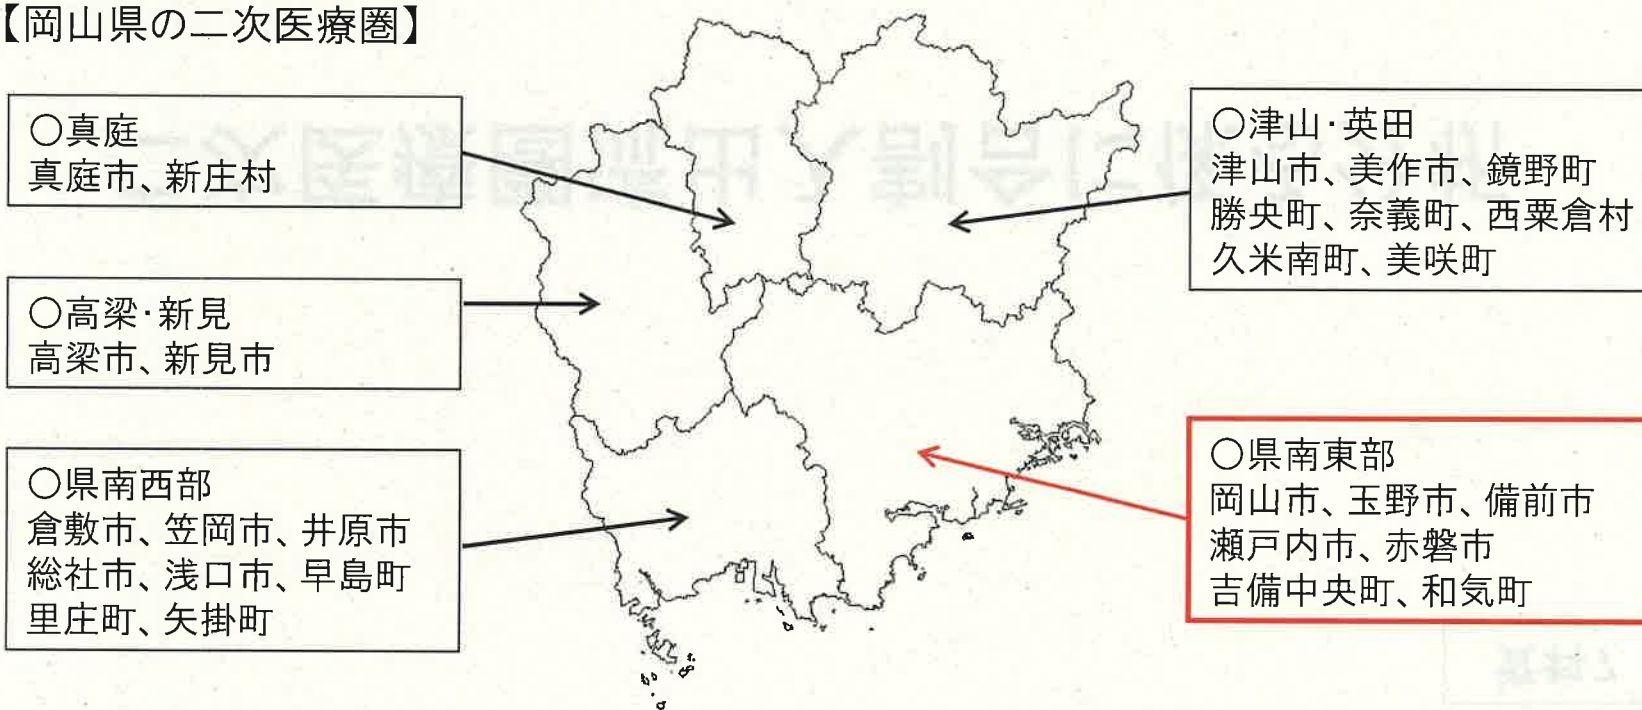 【岡山県の二次医療圏】
○真庭
真庭市、新庄村
○高梁・新見
高梁市、新見市
○県南西部
倉敷市、笠岡市、井原市
総社市、浅口市、早島町
里庄町、矢掛町
○津山・英田
津山市、美作市、鏡野町
勝央町、奈義町、西粟倉村
久米南町、美咲町
○県南東部
岡山市、玉野市、備前市
瀬戸内市、赤磐市
吉備中央町、和気町